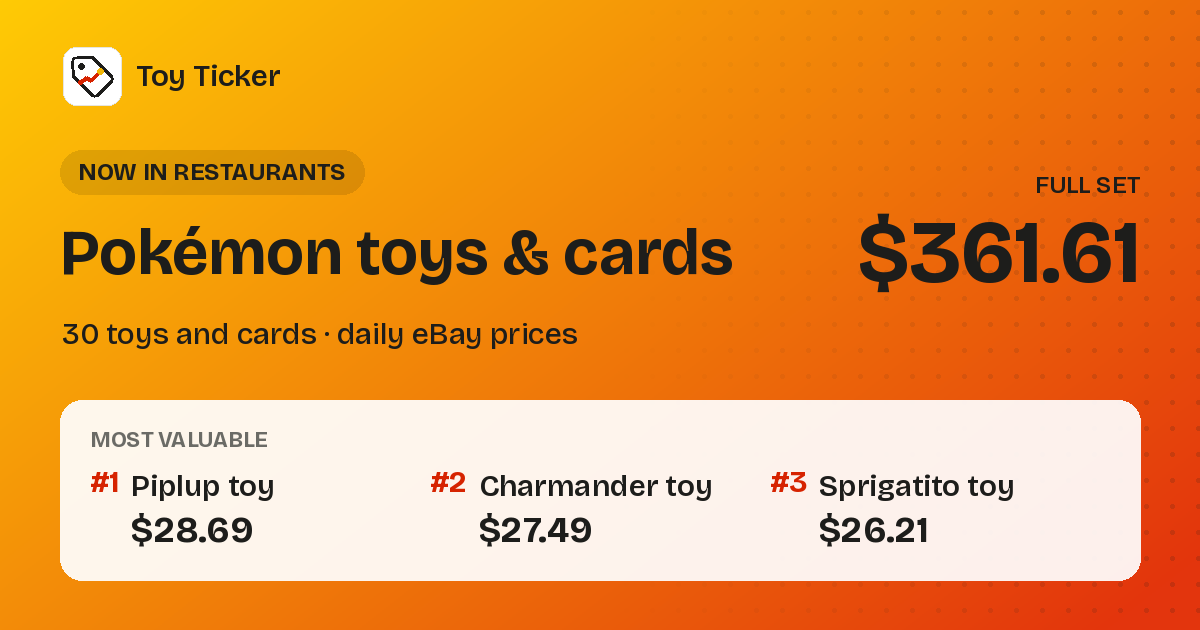 Toy Ticker
NOW IN RESTAURANTS
Pokémon toys & cards
30 toys and cards · daily eBay prices
FULL SET
$361.61
MOST VALUABLE
#1 Piplup toy
$28.69
#2 Charmander toy
$27.49
#3 Sprigatito toy
$26.21